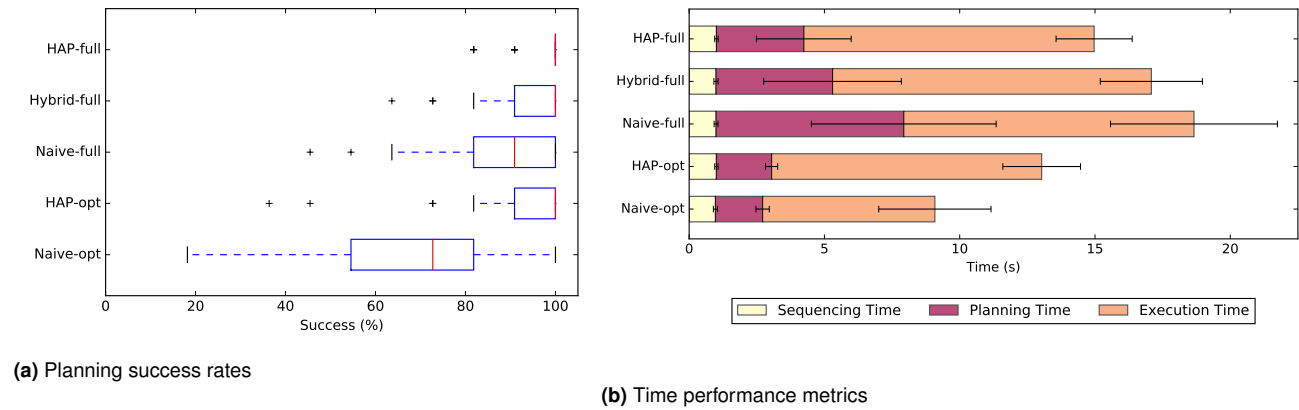 HAP-full
Hybrid-full
Naive-full
HAP-opt
Naive-opt
0 20 40 60 80 100
Success (%)
(a) Planning success rates
HAP-full
Hybrid-full
Naive-full
HAP-opt
Naive-opt
0 5 10 15 20
Time (s)
Sequencing Time Planning Time Execution Time
(b) Time performance metrics